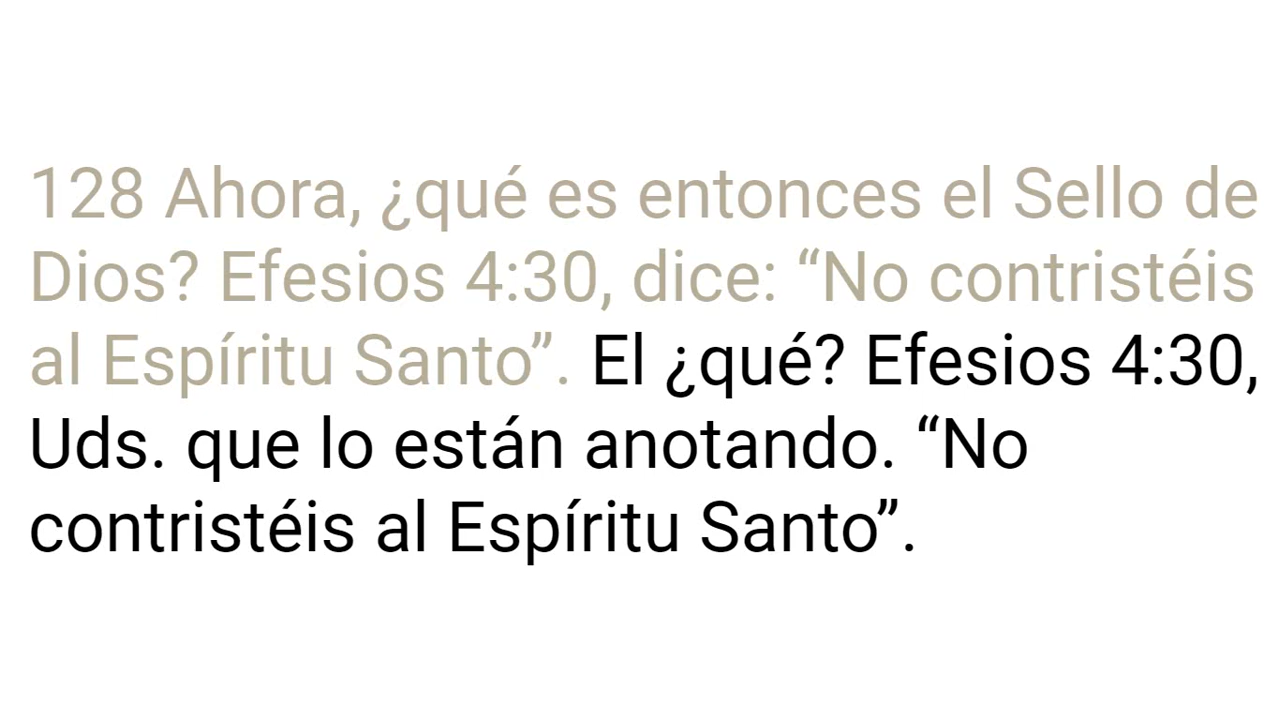 128 Ahora, ¿qué es entonces el Sello de
Dios? Efesios 4:30, dice: “No contristéis
al Espíritu Santo”. El ¿qué? Efesios 4:30,
Uds. que lo están anotando. “No
contristéis al Espíritu Santo”.